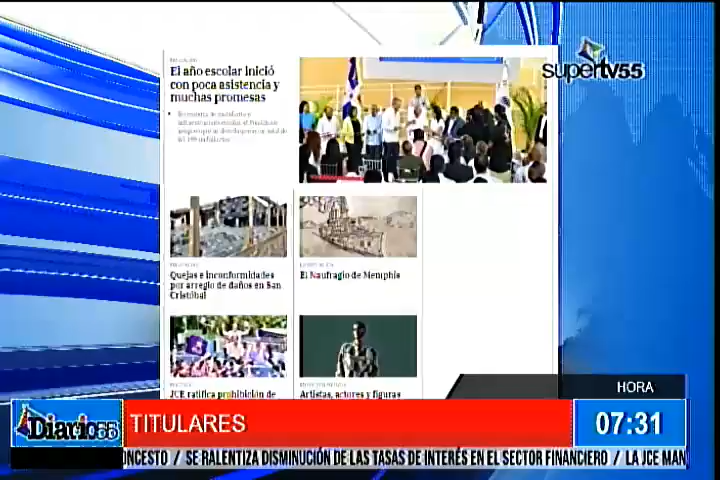 El año escolar inició
con poca asistencia y
muchas promesas
supertv55
Quejas e inconformidades
por arreglo de daños en San
Cristóbal
El Naufragio de Memphis
JCE ratifica prohibición de
Artistas, actores y figuras
HORA
Diario55
TITULARES
07:31
ONCESTO / SE RALENTIZA DISMINUCIÓN DE LAS TASAS DE INTERÉS EN EL SECTOR FINANCIERO / LA JCE MAN